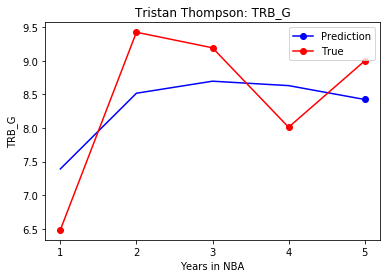 Tristan Thompson: TRB_G
Prediction
True
9.5
9.0
8.5
8.0
7.5
7.0
6.5
TRB_G
1 2 3 4 5
Years in NBA